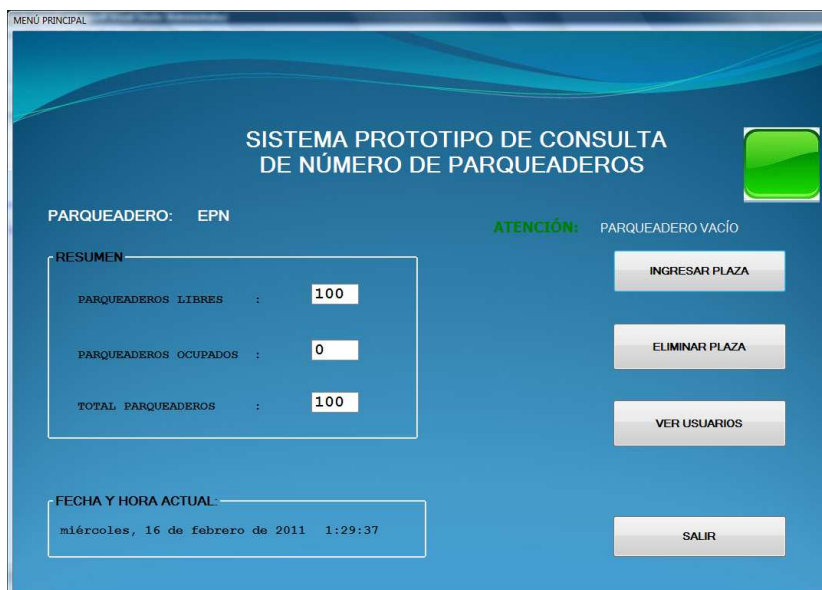 MENÚ PRINCIPAL
SISTEMA PROTOTIPO DE CONSULTA
DE NÚMERO DE PARQUEADEROS
PARQUEADERO: EPN
ATENCIÓN: PARQUEADERO VACÍO
RESUMEN
PARQUEADEROS LIBRES : 100
PARQUEADEROS OCUPADOS : 0
TOTAL PARQUEADEROS : 100
INGRESAR PLAZA
ELIMINAR PLAZA
VER USUARIOS
FECHA Y HORA ACTUAL:
miércoles, 16 de febrero de 2011 1:29:37
SALIR